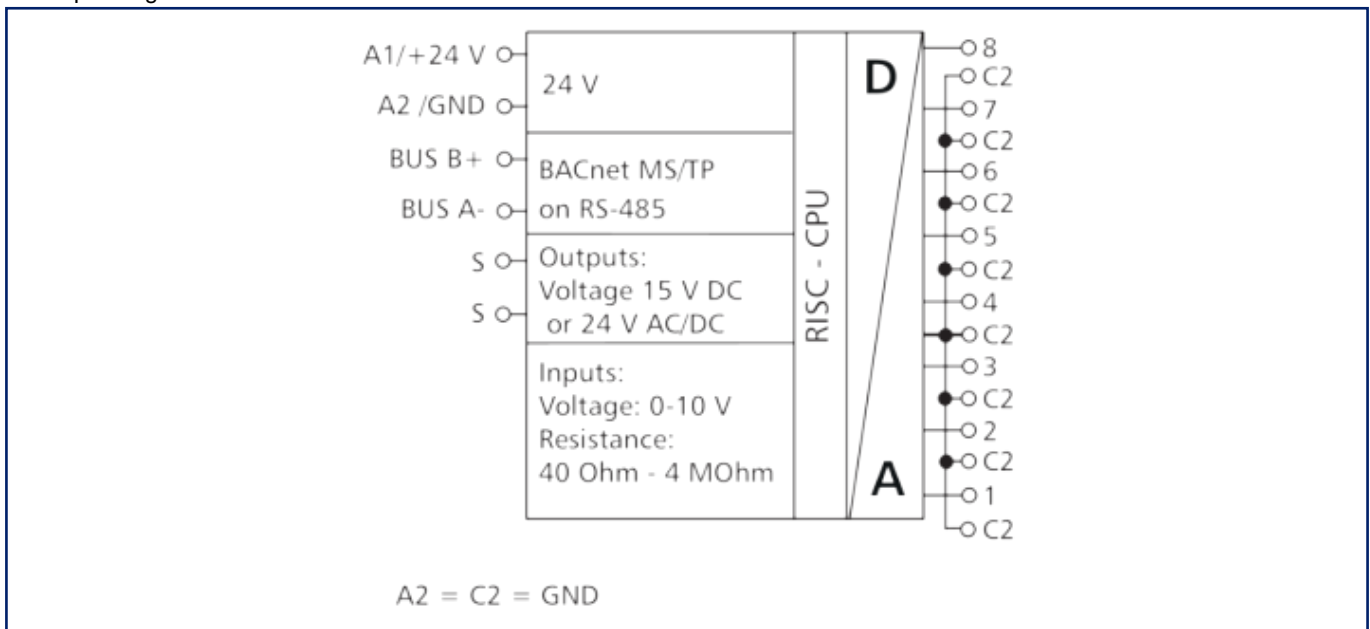 A1/+24 V
A2 /GND
BUS B+
BUS A-
S
S
24 V
BACnet MS/TP
on RS-485
Outputs:
Voltage 15 V DC
or 24 V AC/DC
Inputs:
Voltage: 0-10 V
Resistance:
40 Ohm - 4 MOhm
RISC - CPU
D
A
8
C2
7
C2
6
C2
5
C2
4
C2
3
C2
2
C2
1
C2
A2 = C2 = GND